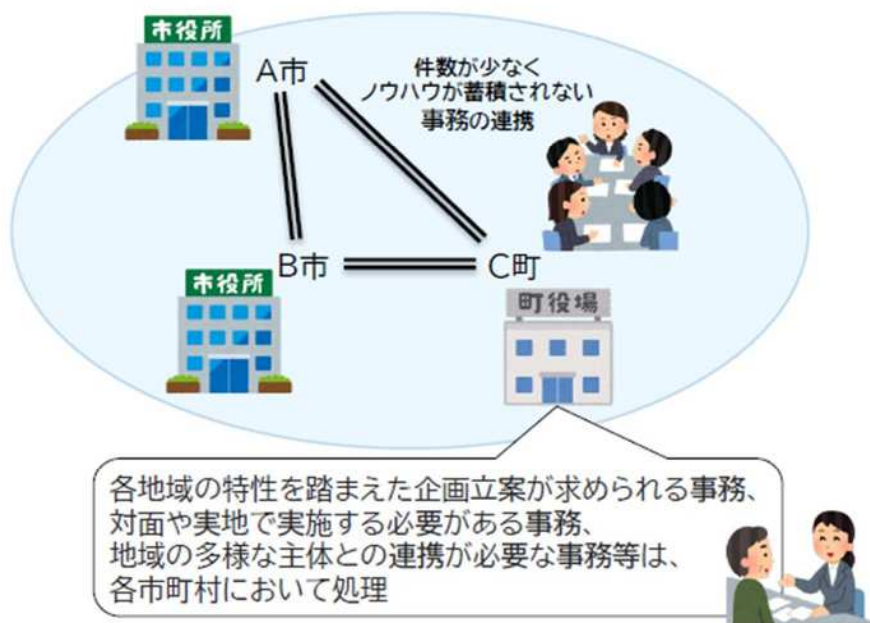 市役所
A市
件数が少なく
ノウハウが蓄積されない
事務の連携
B市
C町
市役所
町役場
各地域の特性を踏まえた企画立案が求められる事務、
対面や実地で実施する必要がある事務、
地域の多様な主体との連携が必要な事務等は、
各市町村において処理